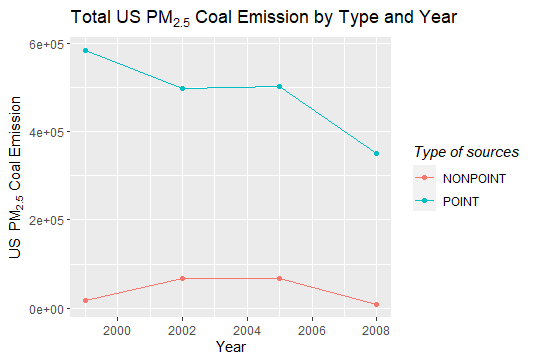 Total US PM2.5 Coal Emission by Type and Year
US PM2.5 Coal Emission
6e+05
4e+05
2e+05
0e+00
2000 2002 2004 2006 2008
Year
Type of sources
NONPOINT
POINT